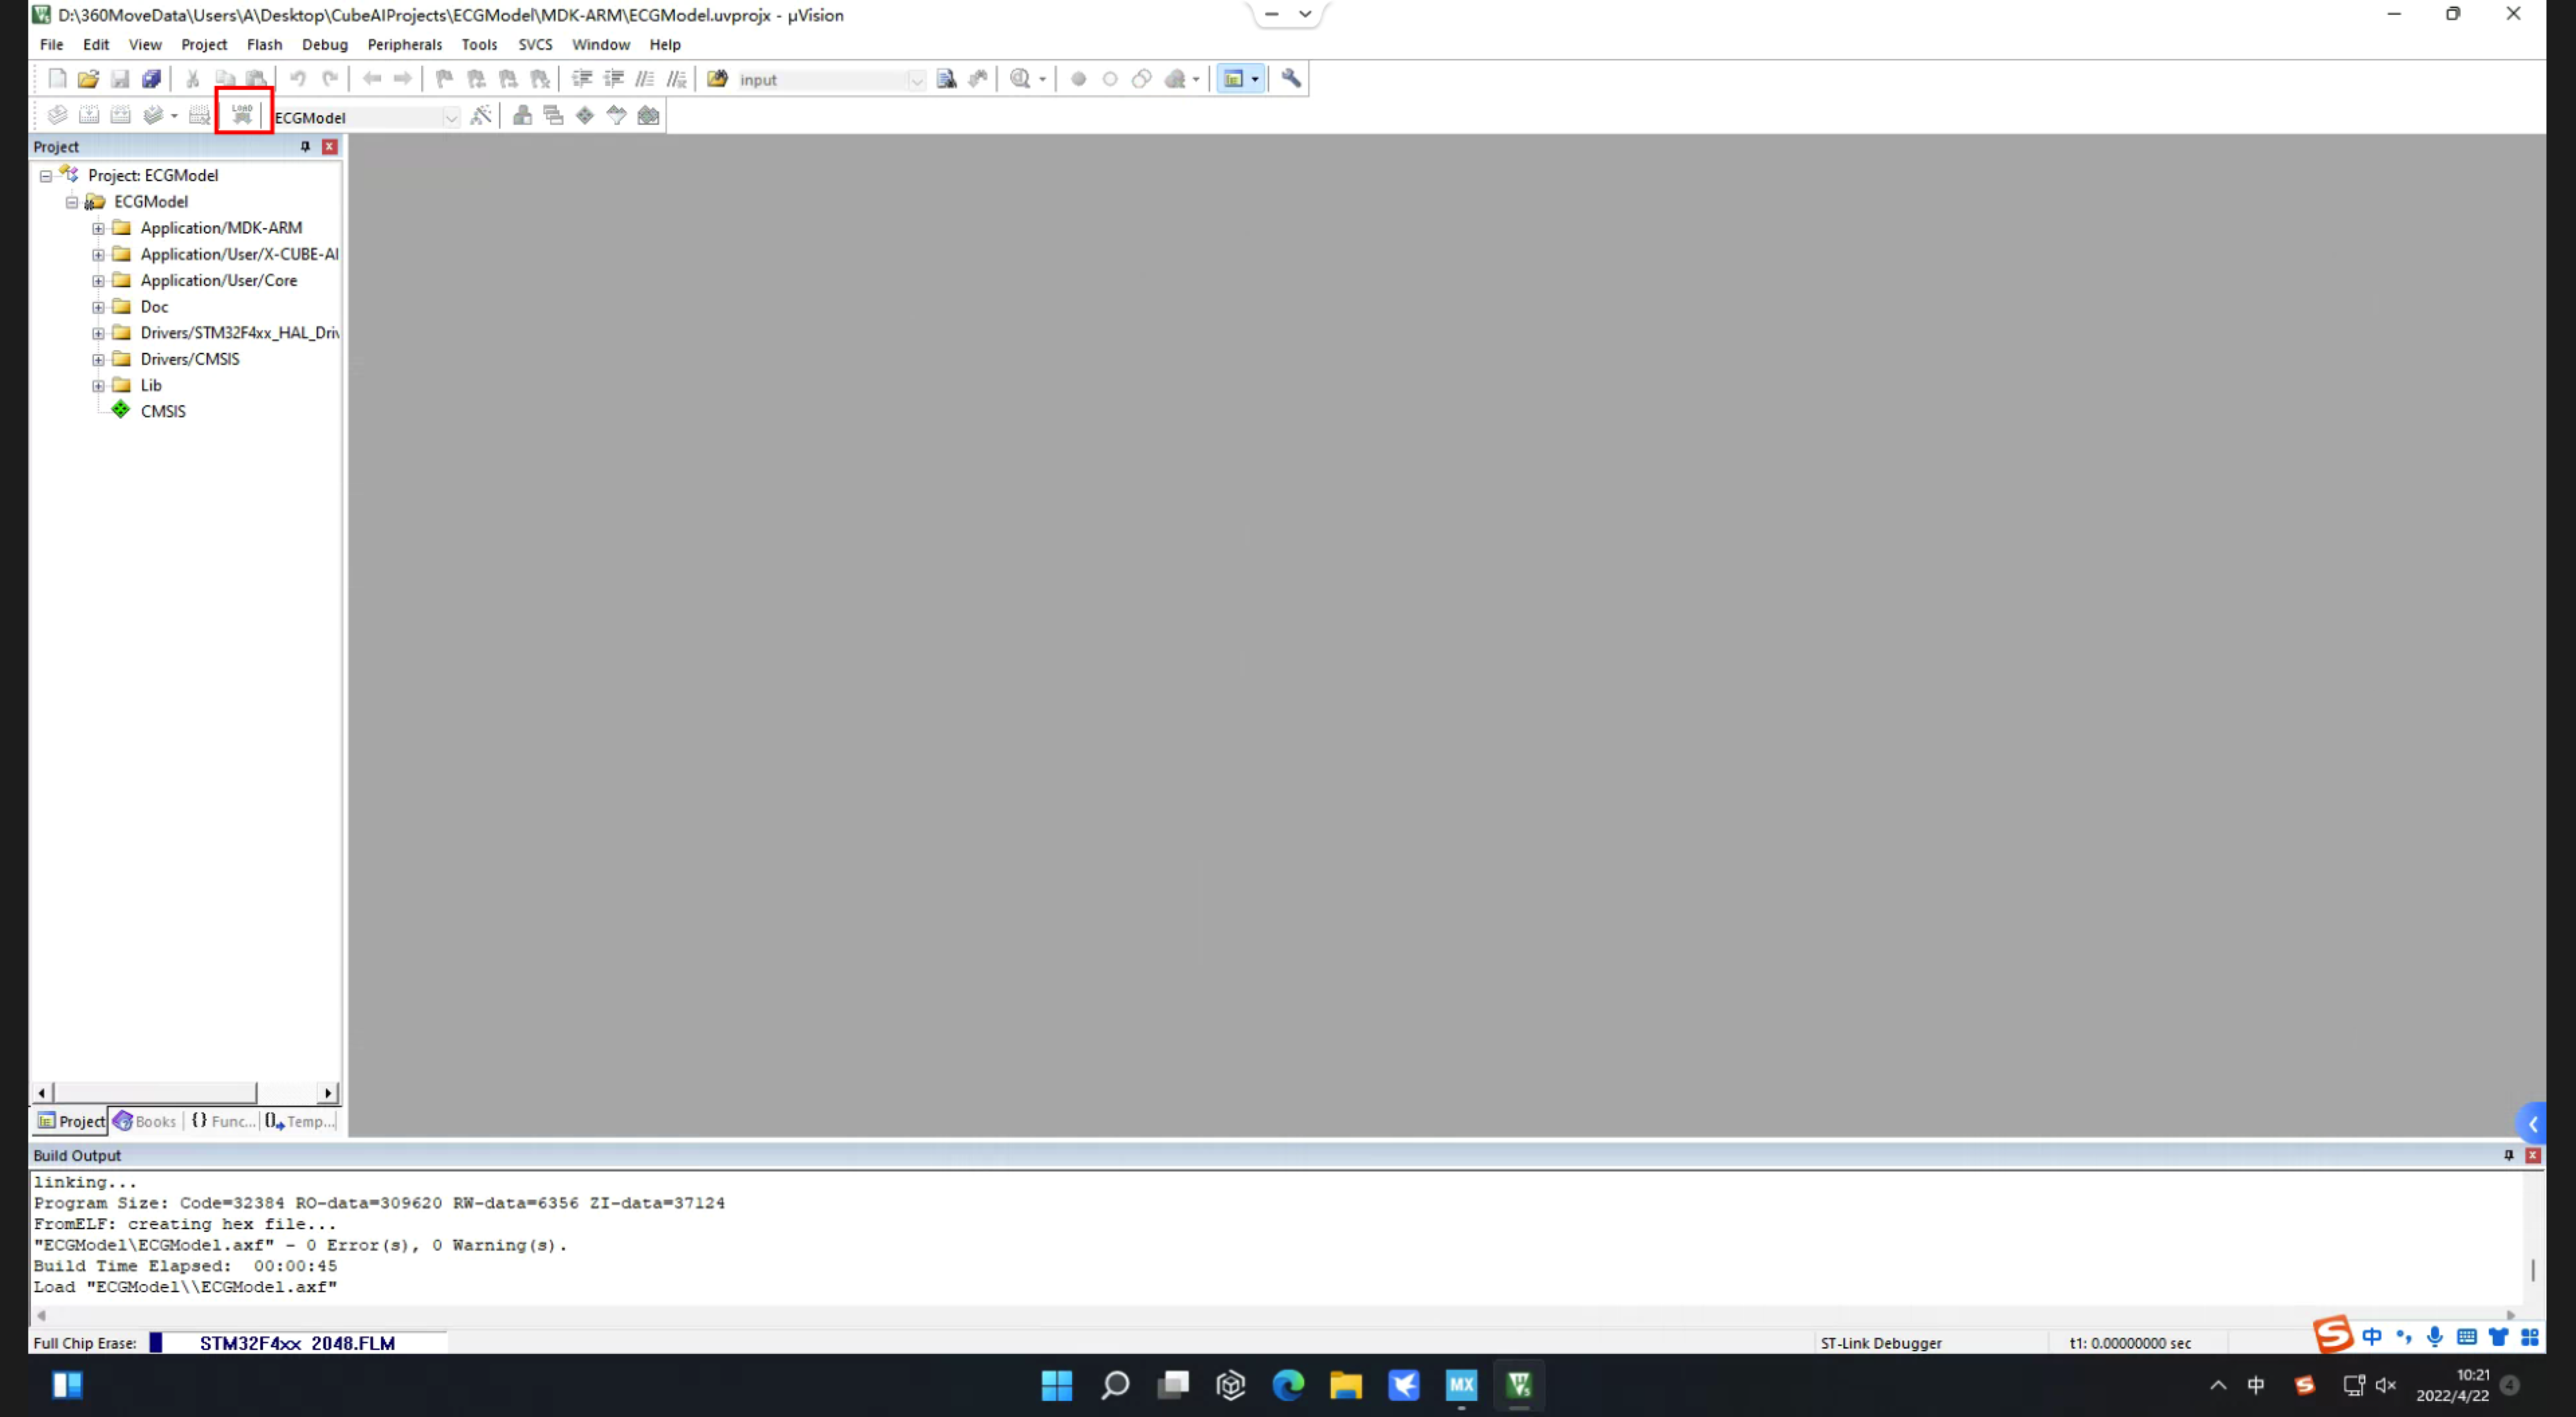 D:\360MoveData\Users\A\Desktop\CubeAIProjects\ECGModel\MDK-ARM\ECGModel.uvprojx - µVision
File Edit View Project Flash Debug Peripherals Tools SVCS Window Help
input
LOAD ECGModel
Project
Project: ECGModel
ECGModel
Application/MDK-ARM
Application/User/X-CUBE-AI
Application/User/Core
Doc
Drivers/STM32F4xx_HAL_Driv
Drivers/CMSIS
Lib
CMSIS
Project Books {} Func... Temp...
Build Output
linking...
Program Size: Code=32384 RO-data=309620 RW-data=6356 ZI-data=37124
FromELF: creating hex file...
"ECGModel\ECGModel.axf" - 0 Error(s), 0 Warning(s).
Build Time Elapsed:  00:00:45
Load "ECGModel\\ECGModel.axf"
Full Chip Erase: STM32F4xx 2048.FLM ST-Link Debugger t1: 0.00000000 sec 中
MX 中 10:21
2022/4/22 4